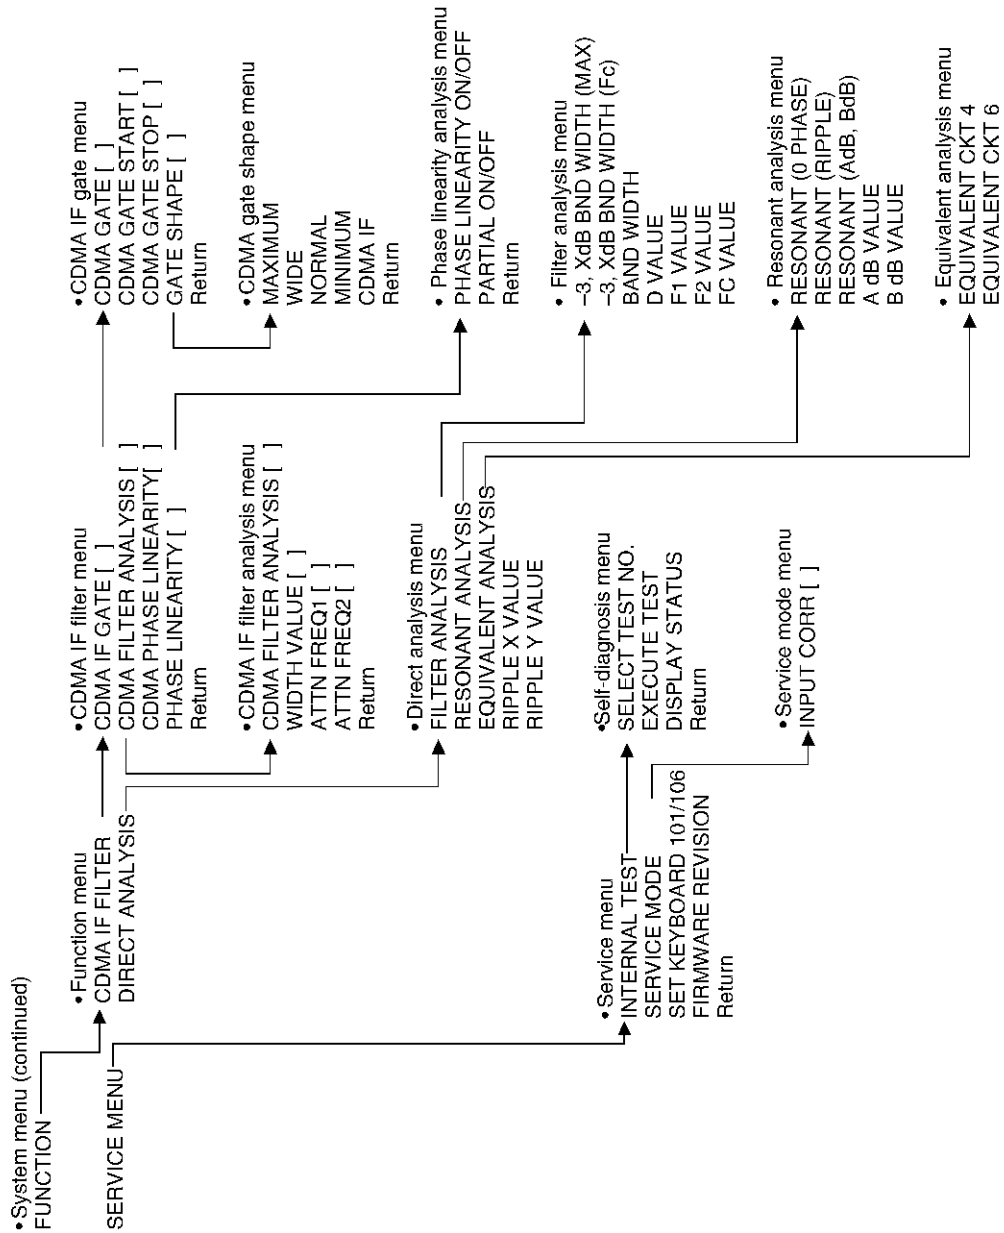 •System menu (continued)
FUNCTION
SERVICE MENU
•Function menu
CDMA IF FILTER
DIRECT ANALYSIS
•Service menu
INTERNAL TEST
SERVICE MODE
SET KEYBOARD 101/106
FIRMWARE REVISION
Return
•CDMA IF filter menu
CDMA IF GATE [ ]
CDMA FILTER ANALYSIS [ ]
CDMA PHASE LINEARITY[ ]
PHASE LINEARITY [ ]
Return
•CDMA IF filter analysis menu
CDMA FILTER ANALYSIS [ ]
WIDTH VALUE [ ]
ATTN FREQ1 [ ]
ATTN FREQ2 [ ]
Return
•Direct analysis menu
FILTER ANALYSIS
RESONANT ANALYSIS
EQUIVALENT ANALYSIS
RIPPLE X VALUE
RIPPLE Y VALUE
•Self-diagnosis menu
SELECT TEST NO.
EXECUTE TEST
DISPLAY STATUS
Return
•Service mode menu
INPUT CORR [ ]
•CDMA IF gate menu
CDMA GATE [ ]
CDMA GATE START [ ]
CDMA GATE STOP [ ]
GATE SHAPE [ ]
Return
•CDMA gate shape menu
MAXIMUM
WIDE
NORMAL
MINIMUM
CDMA IF
Return
• Phase linearity analysis menu
PHASE LINEARITY ON/OFF
PARTIAL ON/OFF
Return
• Filter analysis menu
–3, XdB BND WIDTH (MAX)
–3, XdB BND WIDTH (Fc)
BAND WIDTH
D VALUE
F1 VALUE
F2 VALUE
FC VALUE
• Resonant analysis menu
RESONANT (0 PHASE)
RESONANT (RIPPLE)
RESONANT (AdB, BdB)
A dB VALUE
B dB VALUE
• Equivalent analysis menu
EQUIVALENT CKT 4
EQUIVALENT CKT 6